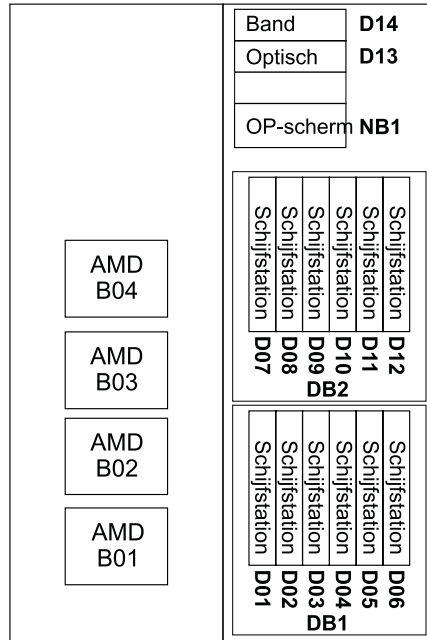 Band D14
Optisch D13
OP-scherm NB1
AMD
B04
AMD
B03
AMD
B02
AMD
B01
Schijfstation
Schijfstation
Schijfstation
Schijfstation
Schijfstation
Schijfstation
D07
D08
D09
D10
D11
D12
DB2
Schijfstation
Schijfstation
Schijfstation
Schijfstation
Schijfstation
Schijfstation
D01
D02
D03
D04
D05
D06
DB1